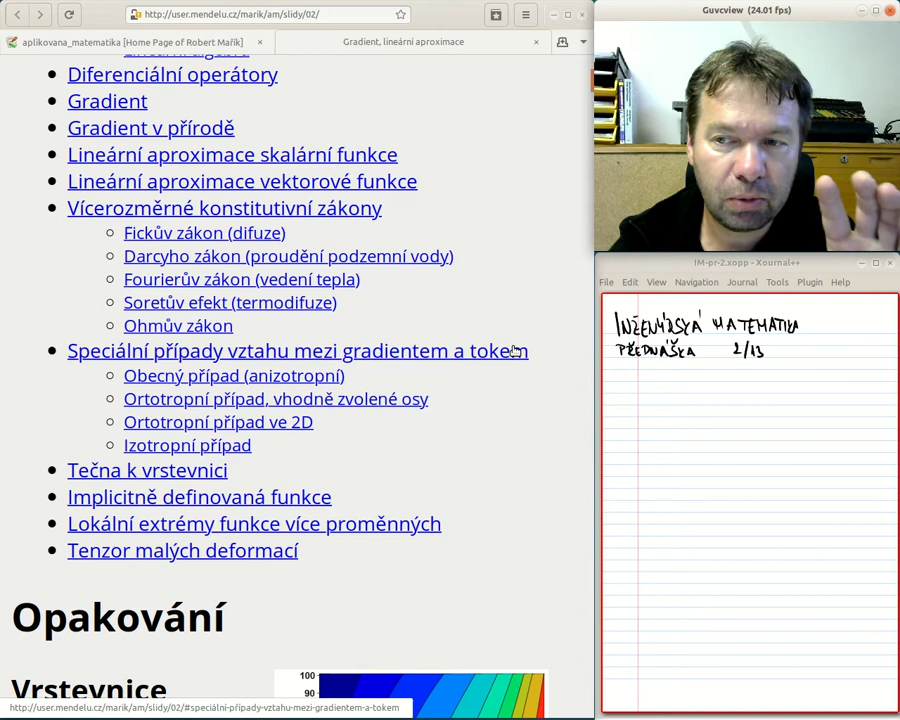 http://user.mendelu.cz/marik/am/slidy/02/
aplikovana_matematika [Home Page of Robert Mařík]
Gradient, lineární aproximace
Diferenciální operátory
Gradient
Gradient v přírodě
Lineární aproximace skalární funkce
Lineární aproximace vektorové funkce
Vícerozměrné konstitutivní zákony
Fickův zákon (difuze)
Darcyho zákon (proudění podzemní vody)
Fourierův zákon (vedení tepla)
Soretův efekt (termodifuze)
Ohmův zákon
Speciální případy vztahu mezi gradientem a tokem
Obecný případ (anizotropní)
Ortotropní případ, vhodně zvolené osy
Ortotropní případ ve 2D
Izotropní případ
Tečna k vrstevnici
Implicitně definovaná funkce
Lokální extrémy funkce více proměnných
Tenzor malých deformací
Opakování
Vrstevnice
100
90
http://user.mendelu.cz/marik/am/slidy/02/#speciální-případy-vztahu-mezi-gradientem-a-tokem
Guvcview (24.01 fps)
IM-pr-2.xopp - Xournal++
File Edit View Navigation Journal Tools Plugin Help
INŽENÝRSKÁ MATEMATIKA
PŘEDNÁŠKA 2/13